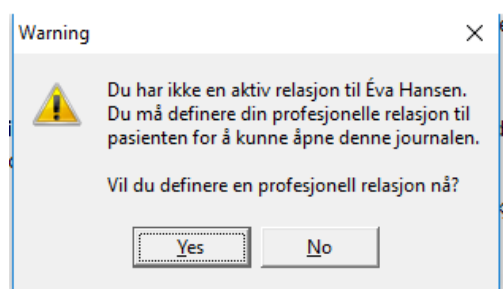 Warning
Du har ikke en aktiv relasjon til Éva Hansen.
Du må definere din profesjonelle relasjon til
pasienten for å kunne åpne denne journalen.
Vil du definere en profesjonell relasjon nå?
Yes
No